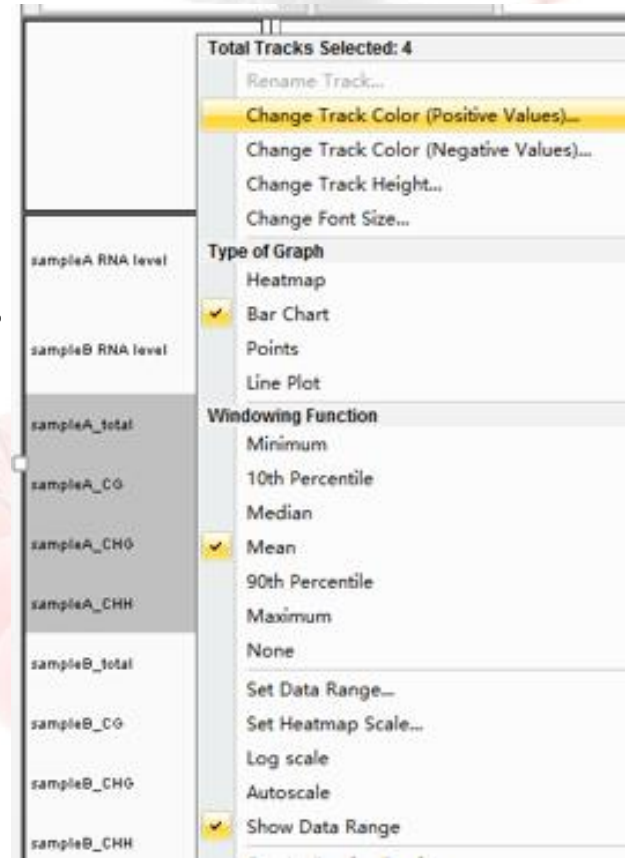 Total Tracks Selected: 4
Rename Track...
Change Track Color (Positive Values)...
Change Track Color (Negative Values)...
Change Track Height...
Change Font Size...
sampleA RNA level
Type of Graph
Heatmap
Bar Chart
sampleB RNA level
Points
Line Plot
sampleA_total
Windowing Function
Minimum
sampleA_CG
10th Percentile
Median
sampleA_CHG
Mean
90th Percentile
sampleA_CHH
Maximum
None
sampleB_total
Set Data Range...
sampleB_CG
Set Heatmap Scale...
Log scale
sampleB_CHG
Autoscale
Show Data Range
sampleB_CHH